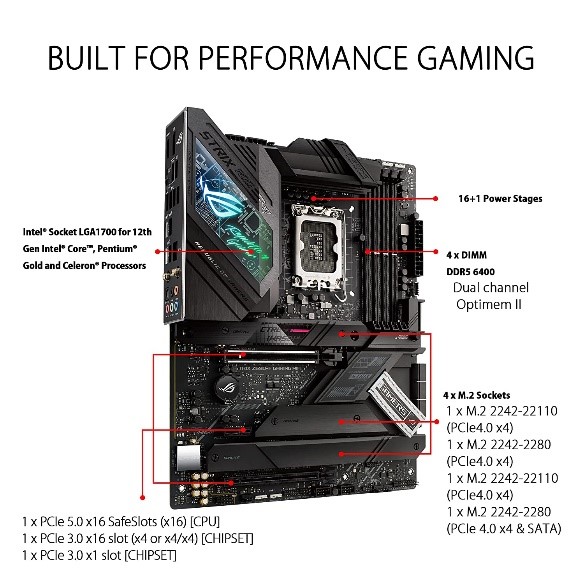 BUILT FOR PERFORMANCE GAMING
STRIX
16+1 Power Stages
Intel® Socket LGA1700 for 12th
Gen Intel® Core™, Pentium®
Gold and Celeron® Processors
4 x DIMM
DDR5 6400
Dual channel
Optimem II
4 x M.2 Sockets
1 x M.2 2242-22110
(PCIe4.0 x4)
1 x M.2 2242-2280
(PCIe4.0 x4)
1 x M.2 2242-22110
(PCIe4.0 x4)
1 x M.2 2242-2280
(PCIe 4.0 x4 & SATA)
1 x PCIe 5.0 x16 SafeSlots (x16) [CPU]
1 x PCIe 3.0 x16 slot (x4 or x4/x4) [CHIPSET]
1 x PCIe 3.0 x1 slot [CHIPSET]